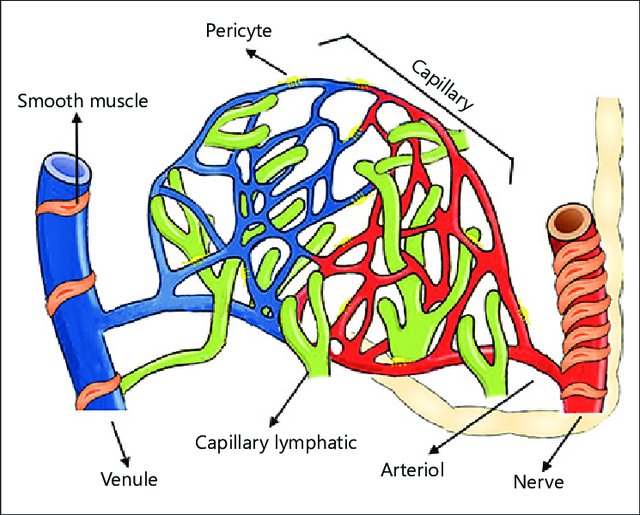 Pericyte
Capillary
Smooth muscle
Capillary lymphatic
Arteriol
Venule
Nerve